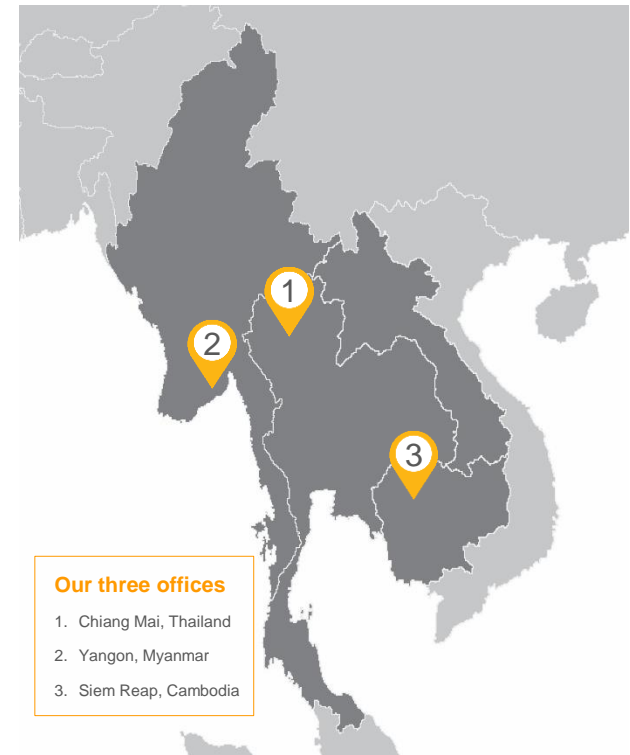 1
2
3
Our three offices
1. Chiang Mai, Thailand
2. Yangon, Myanmar
3. Siem Reap, Cambodia